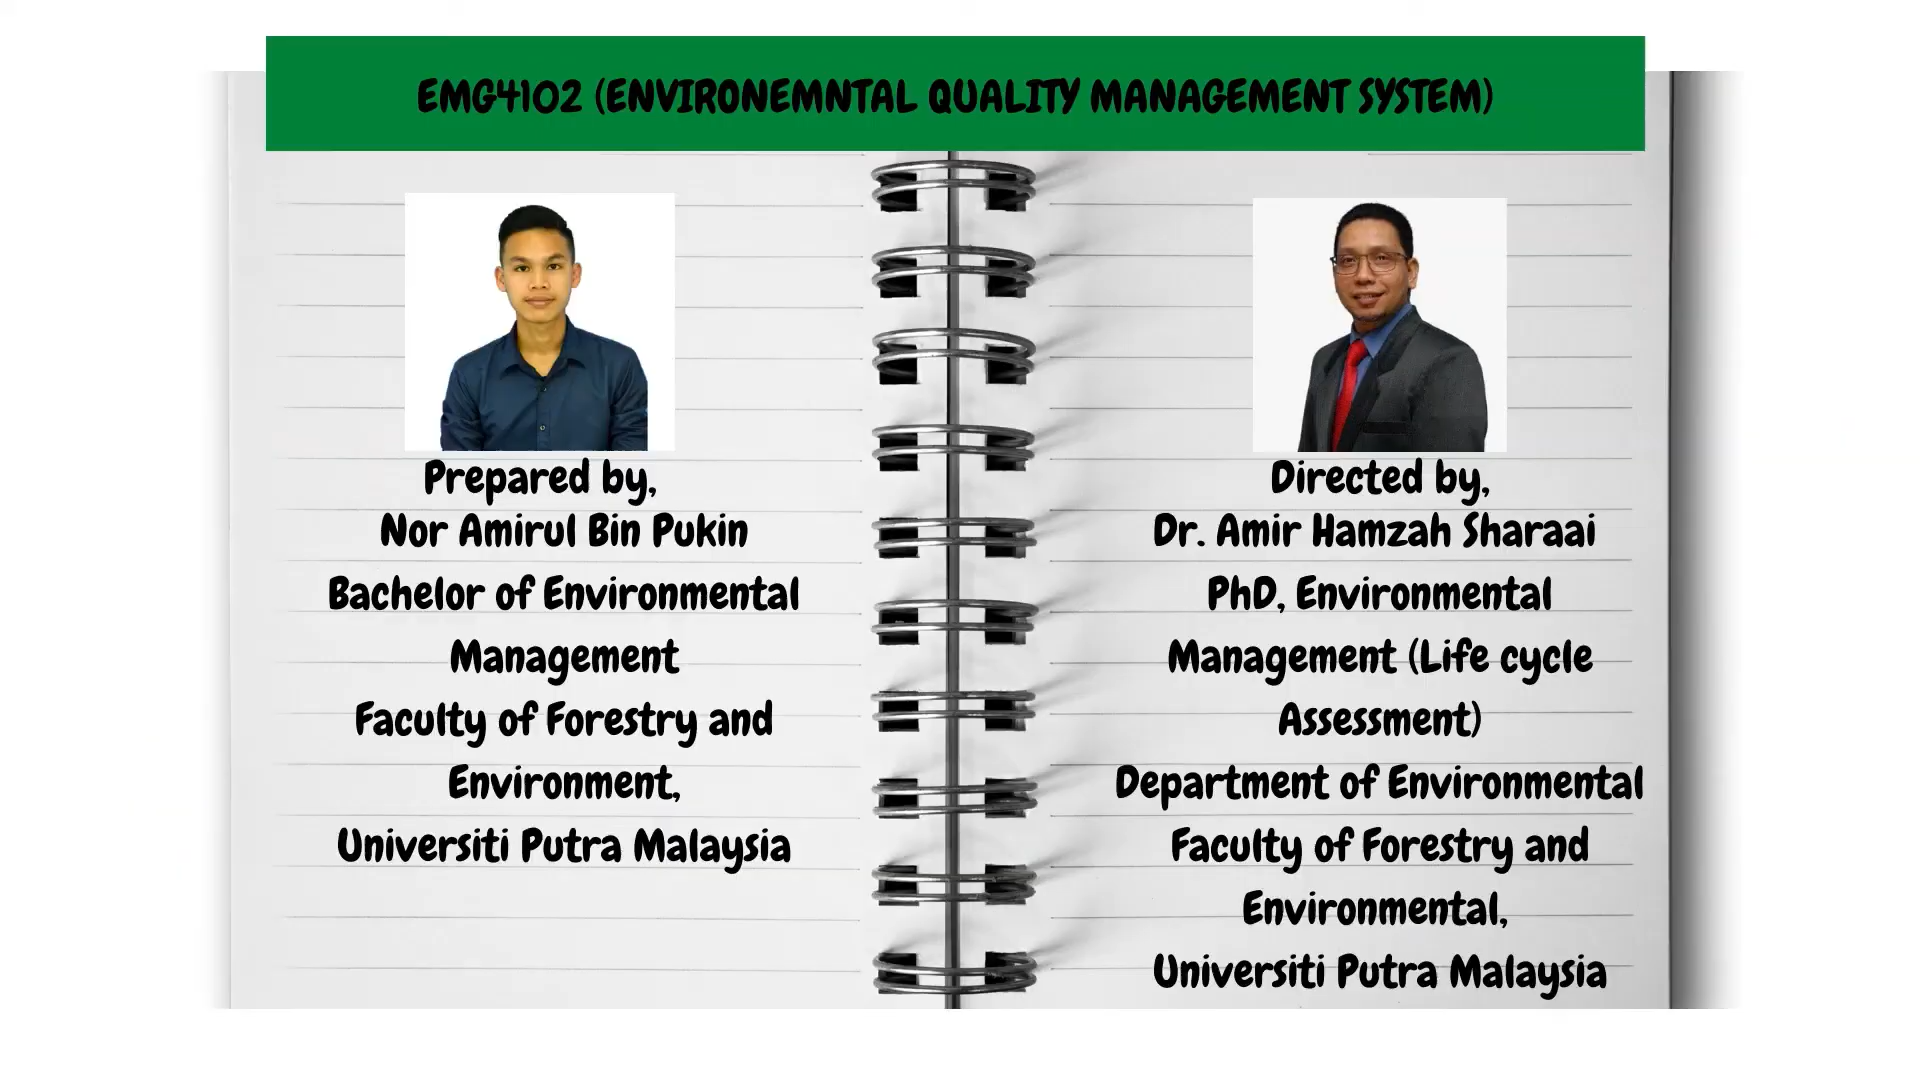 EMG4102 (ENVIRONEMNTAL QUALITY MANAGEMENT SYSTEM)
Prepared by,
Nor Amirul Bin Pukin
Bachelor of Environmental
Management
Faculty of Forestry and
Environment,
Universiti Putra Malaysia
Directed by,
Dr. Amir Hamzah Sharaai
PhD, Environmental
Management (Life cycle
Assessment)
Department of Environmental
Faculty of Forestry and
Environmental,
Universiti Putra Malaysia